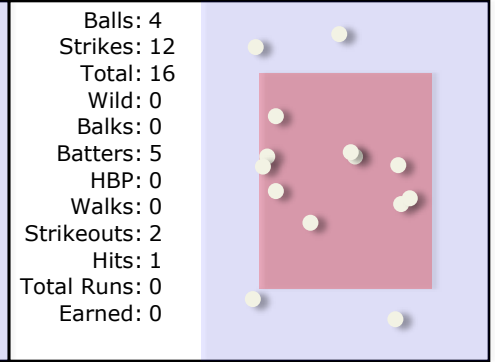 Balls: 4
Strikes: 12
Total: 16
Wild: 0
Balks: 0
Batters: 5
HBP: 0
Walks: 0
Strikeouts: 2
Hits: 1
Total Runs: 0
Earned: 0